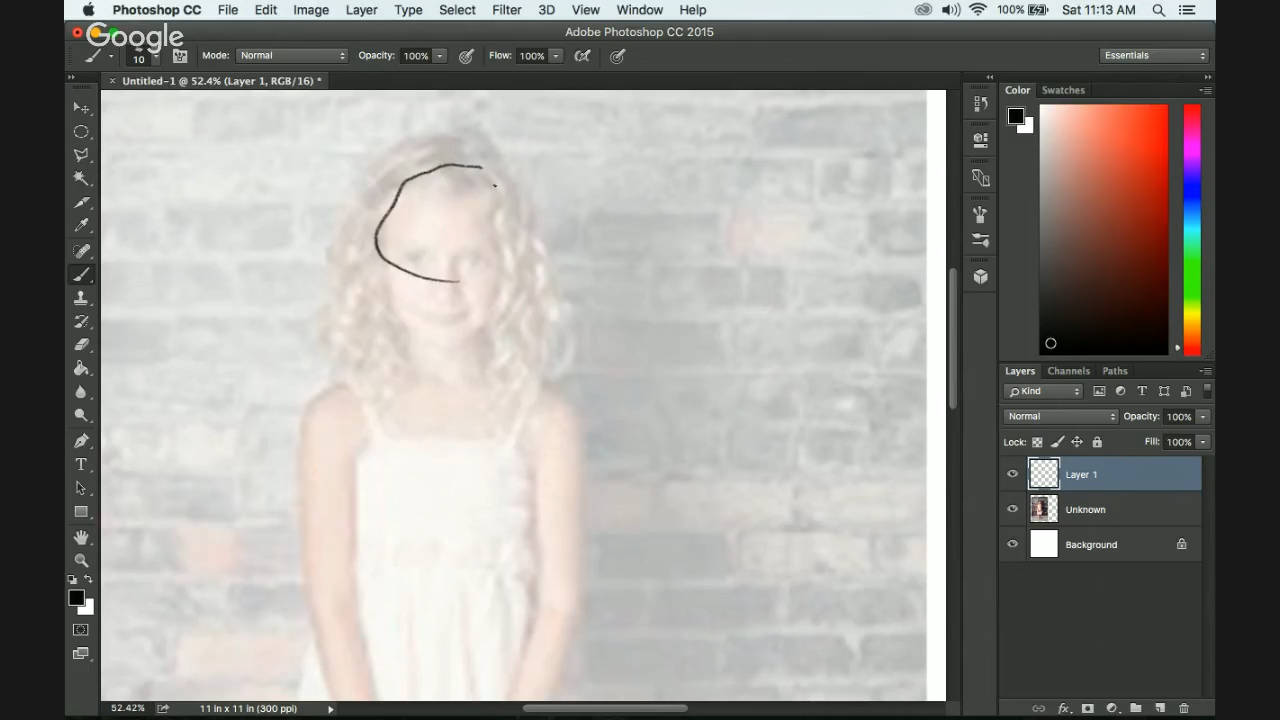 Photoshop CC File Edit Image Layer Type Select Filter 3D View Window Help 100% Sat 11:13 AM
Google
Adobe Photoshop CC 2015
10 Mode: Normal Opacity: 100% Flow: 100% Essentials
× Untitled-1 @ 52.4% (Layer 1, RGB/16) *
Color Swatches
Layers Channels Paths
Kind
Normal Opacity: 100%
Lock: Fill: 100%
Layer 1
Unknown
Background
52.42% 11 in x 11 in (300 ppi)